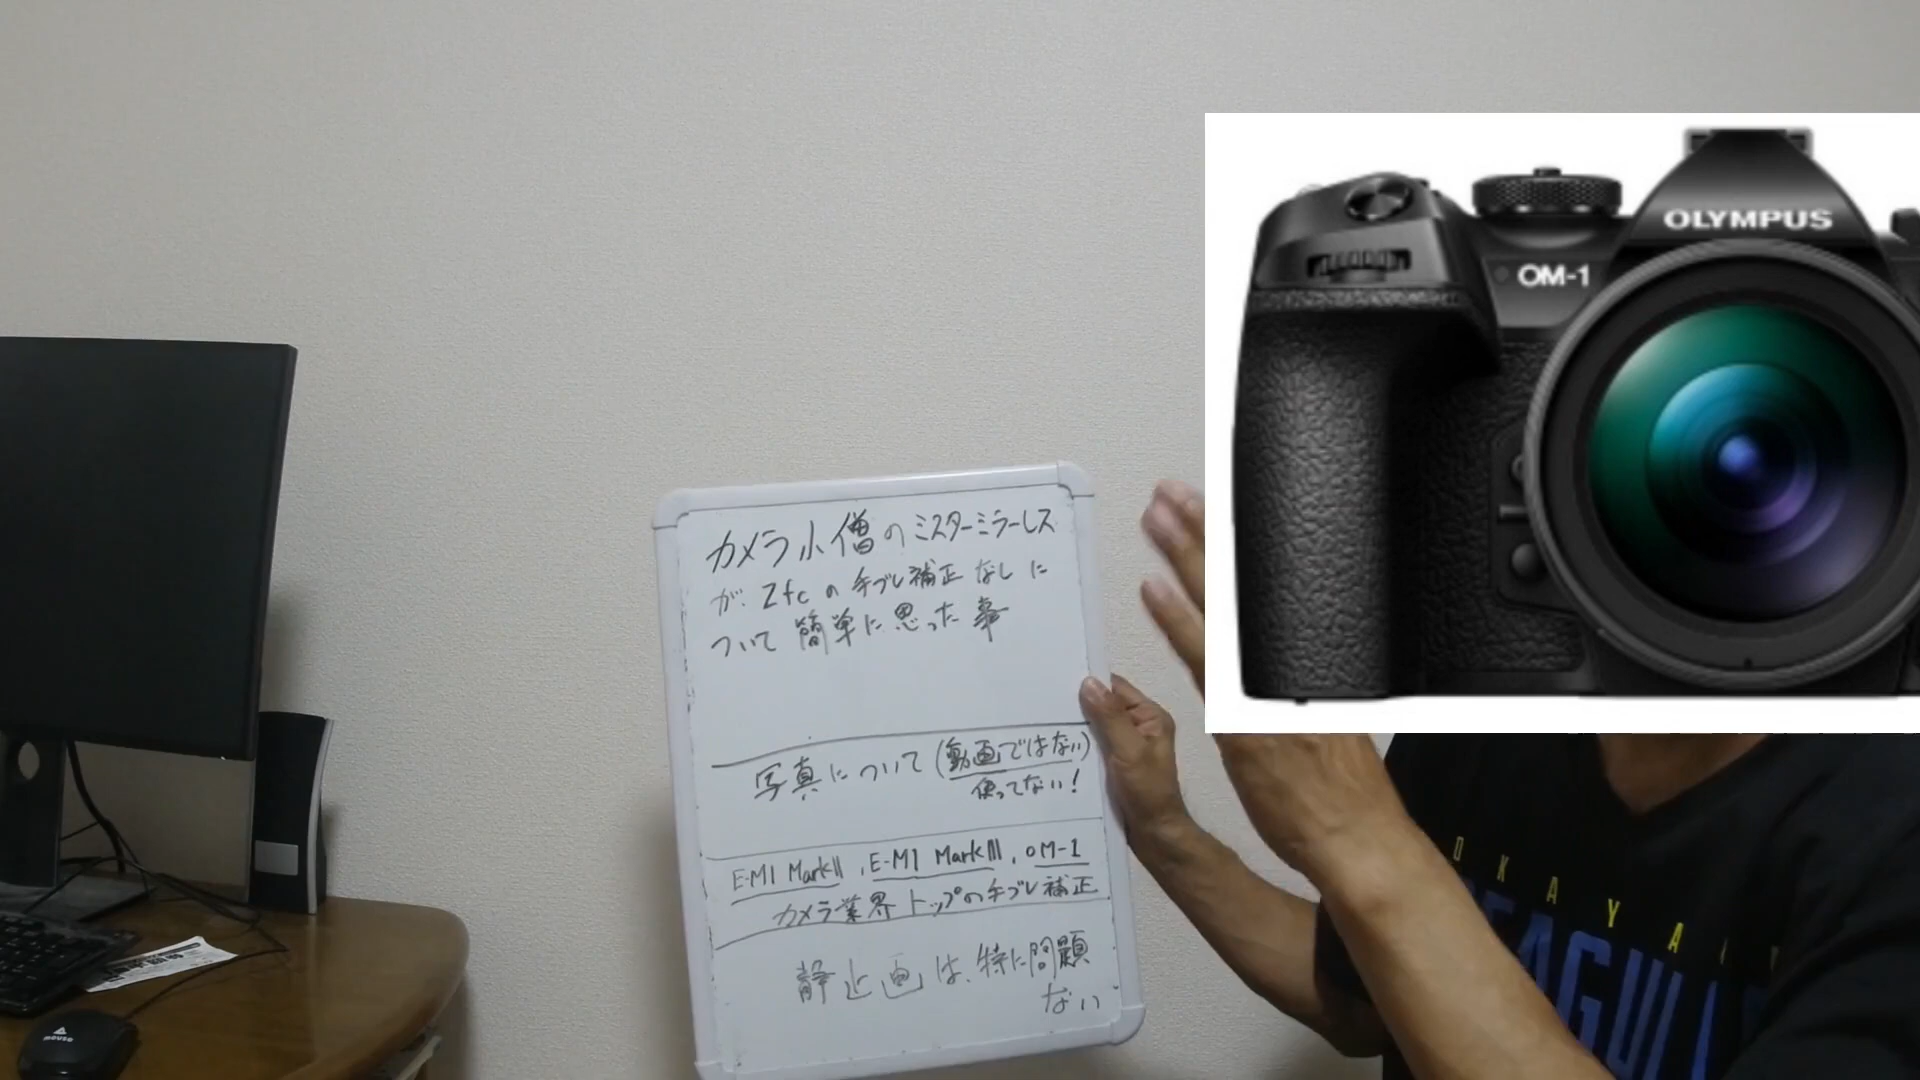 カメラ小僧のミスターミラーレス
が、Zfcの手ブレ補正なしに
ついて簡単に思った事
写真について(動画ではない)
使ってない!
E-M1 MarkII, E-M1 MarkIII, OM-1
カメラ業界トップの手ブレ補正
静止画は、特に問題
ない
OLYMPUS
OM-1
mouse